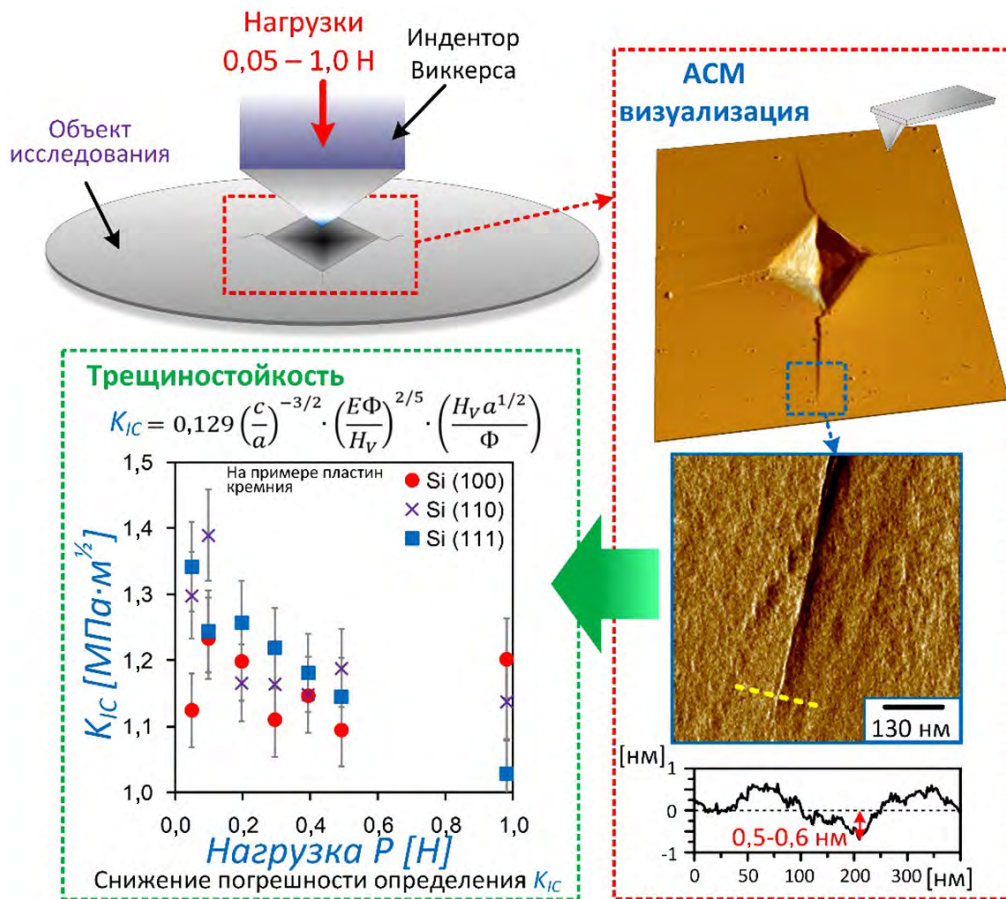 Нагрузки
0,05 – 1,0 Н
Индентор
Виккерса
Объект
исследования
АСМ
визуализация
Трещиностойкость
K_IC = 0,129 (c/a)^{-3/2} · (EΦ/H_V)^{2/5} · (H_V a^{1/2}/Φ)
На примере пластин
кремния
Si (100)
Si (110)
Si (111)
K_IC [МПа·м^½]
1,5
1,4
1,3
1,2
1,1
1,0
0,0 0,2 0,4 0,6 0,8 1,0
Нагрузка P [Н]
Снижение погрешности определения K_IC
130 нм
[нм]
1
0
-1
0,5-0,6 нм
0 50 100 150 200 300 [нм]